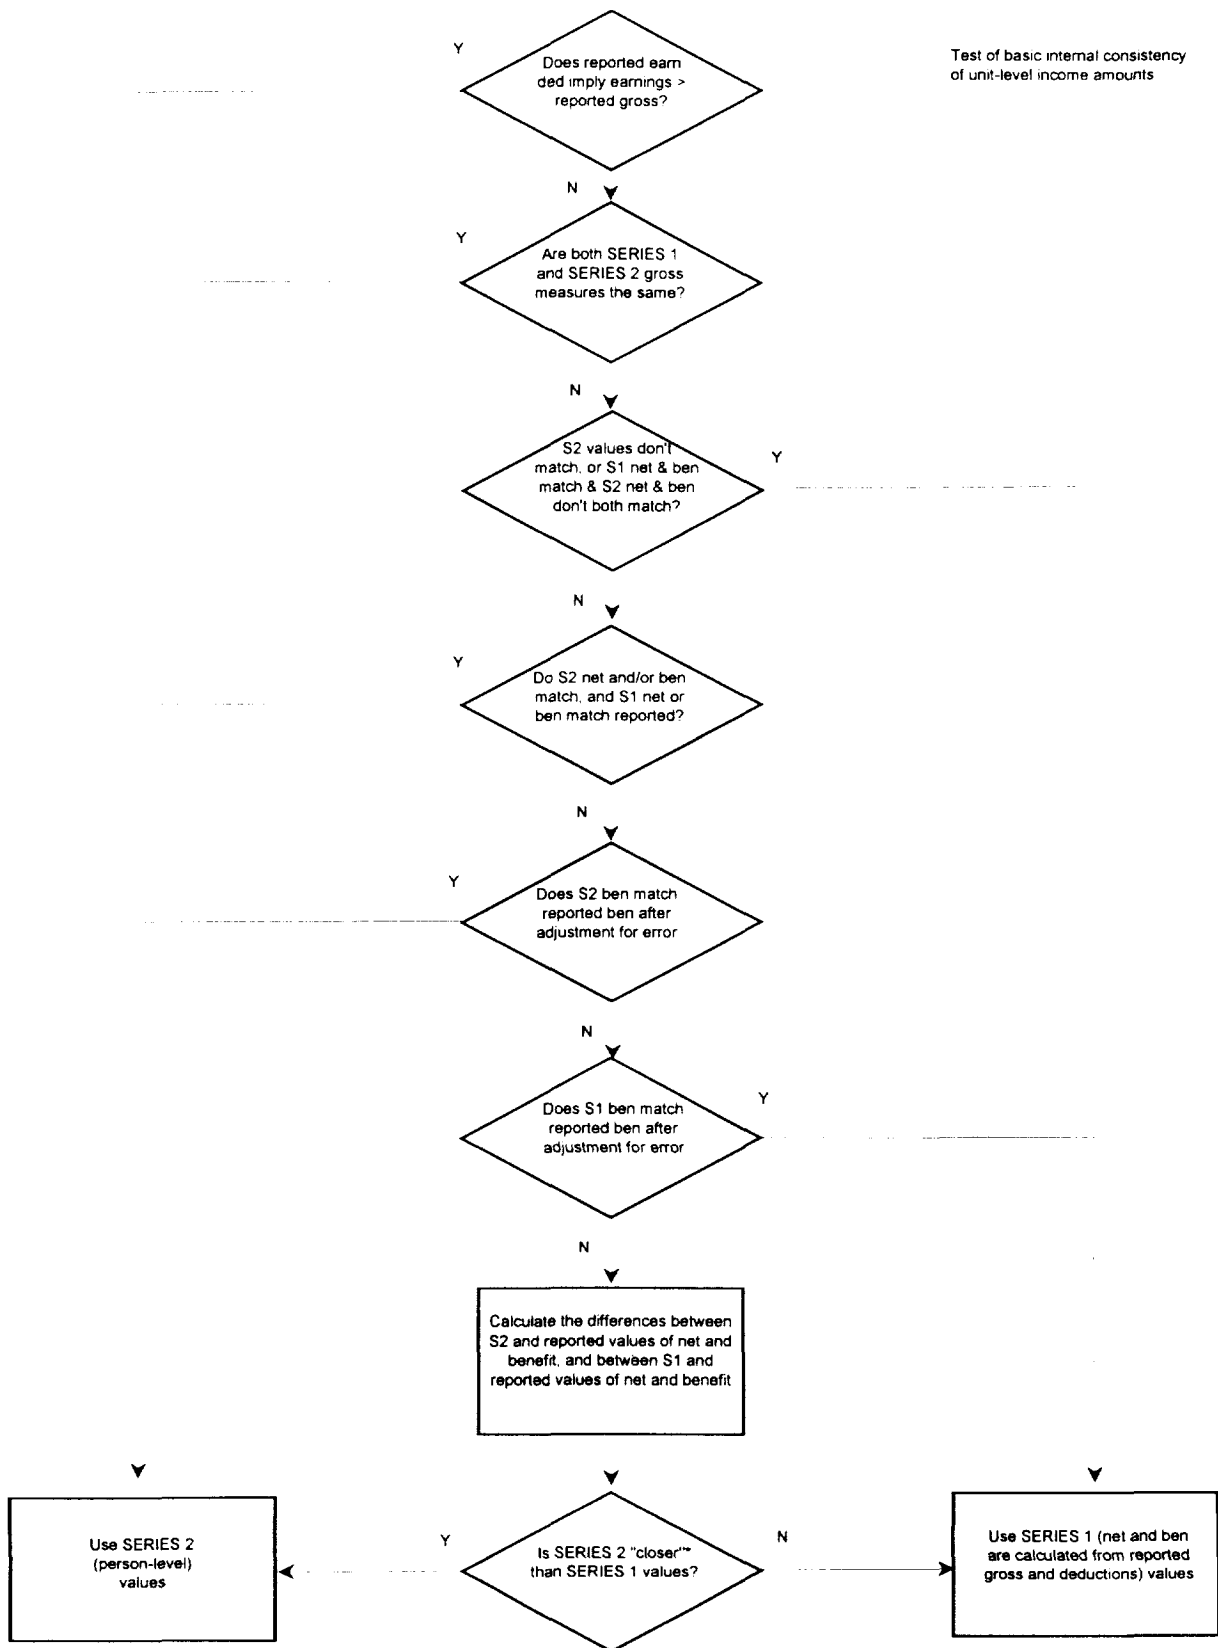 Y
Does reported earn
ded imply earnings >
reported gross?
Test of basic internal consistency
of unit-level income amounts
N
Y
Are both SERIES 1
and SERIES 2 gross
measures the same?
N
S2 values don't
match, or S1 net & ben
match & S2 net & ben
don't both match?
Y
N
Y
Do S2 net and/or ben
match, and S1 net or
ben match reported?
N
Y
Does S2 ben match
reported ben after
adjustment for error
N
Does S1 ben match
reported ben after
adjustment for error
Y
N
Calculate the differences between
S2 and reported values of net and
benefit, and between S1 and
reported values of net and benefit
Use SERIES 2
(person-level)
values
Y
Is SERIES 2 "closer"*
than SERIES 1 values?
N
Use SERIES 1 (net and ben
are calculated from reported
gross and deductions) values